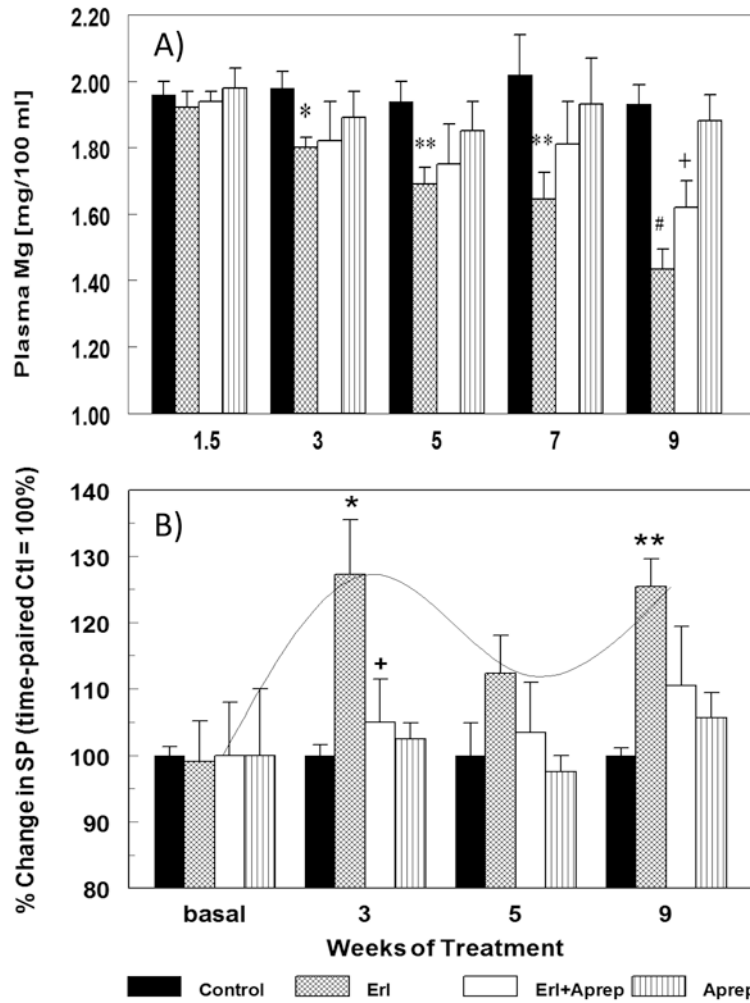 A)
Plasma Mg [mg/100 ml]
2.20
2.00
1.80
1.60
1.40
1.20
1.00
*
**
**
#
+
1.5 3 5 7 9
B)
% Change in SP (time-paired Ctl = 100%)
140
130
120
110
100
90
80
*
+
**
basal 3 5 9
Weeks of Treatment
Control Erl Erl+Aprep Aprep